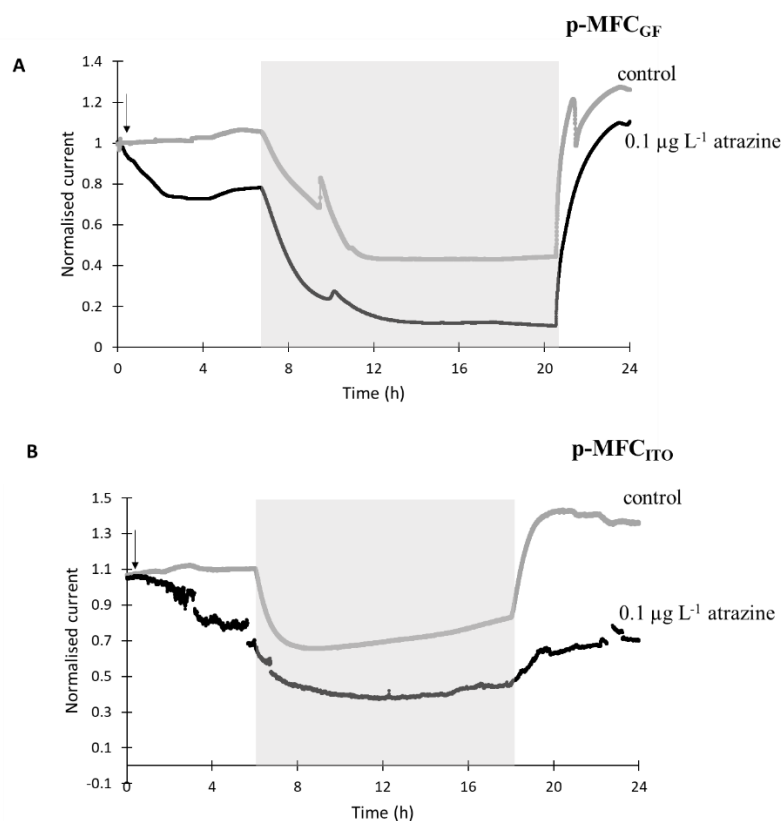 p-MFC_GF
A
control
0.1 µg L⁻¹ atrazine
Normalised current
1.4
1.2
1
0.8
0.6
0.4
0.2
0
0 4 8 12 16 20 24
Time (h)
p-MFC_ITO
B
control
0.1 µg L⁻¹ atrazine
Normalised current
1.5
1.3
1.1
0.9
0.7
0.5
0.3
0.1
-0.1
0 4 8 12 16 20 24
Time (h)